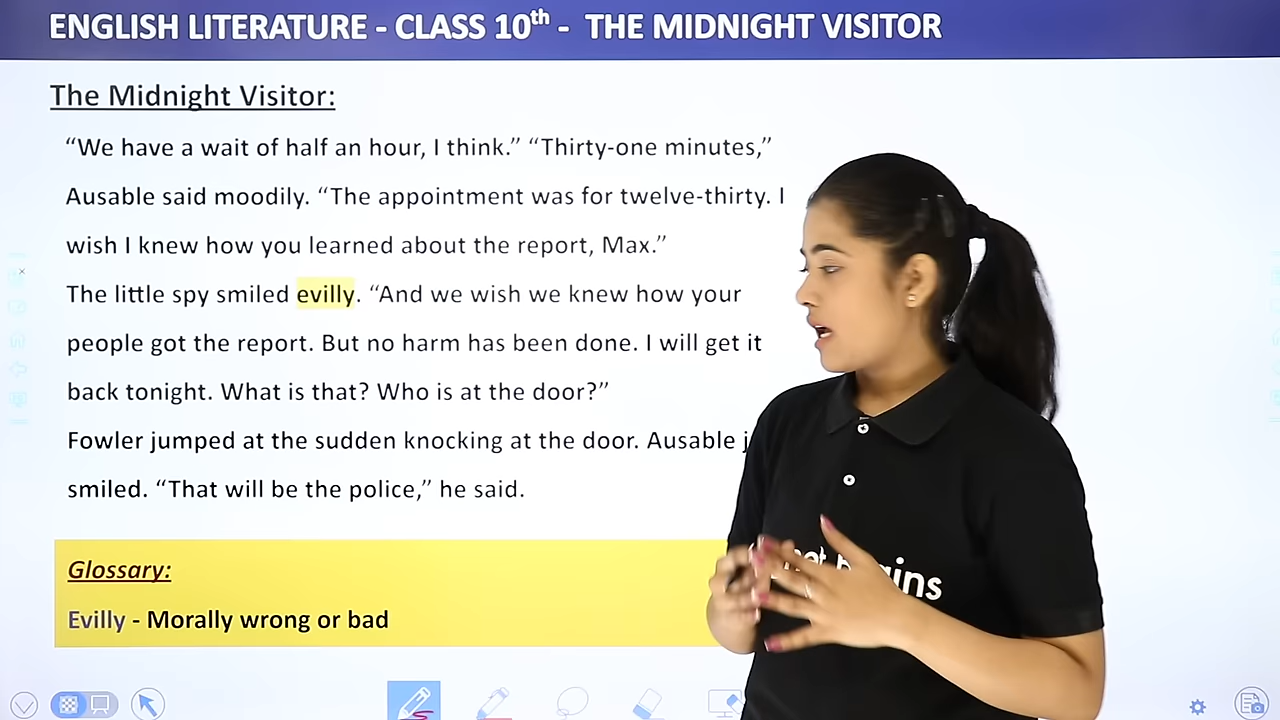 ENGLISH LITERATURE - CLASS 10th - THE MIDNIGHT VISITOR
The Midnight Visitor:
“We have a wait of half an hour, I think.” “Thirty-one minutes,”
Ausable said moodily. “The appointment was for twelve-thirty. I
wish I knew how you learned about the report, Max.”
The little spy smiled evilly. “And we wish we knew how your
people got the report. But no harm has been done. I will get it
back tonight. What is that? Who is at the door?”
Fowler jumped at the sudden knocking at the door. Ausable
smiled. “That will be the police,” he said.
Glossary:
Evilly - Morally wrong or bad